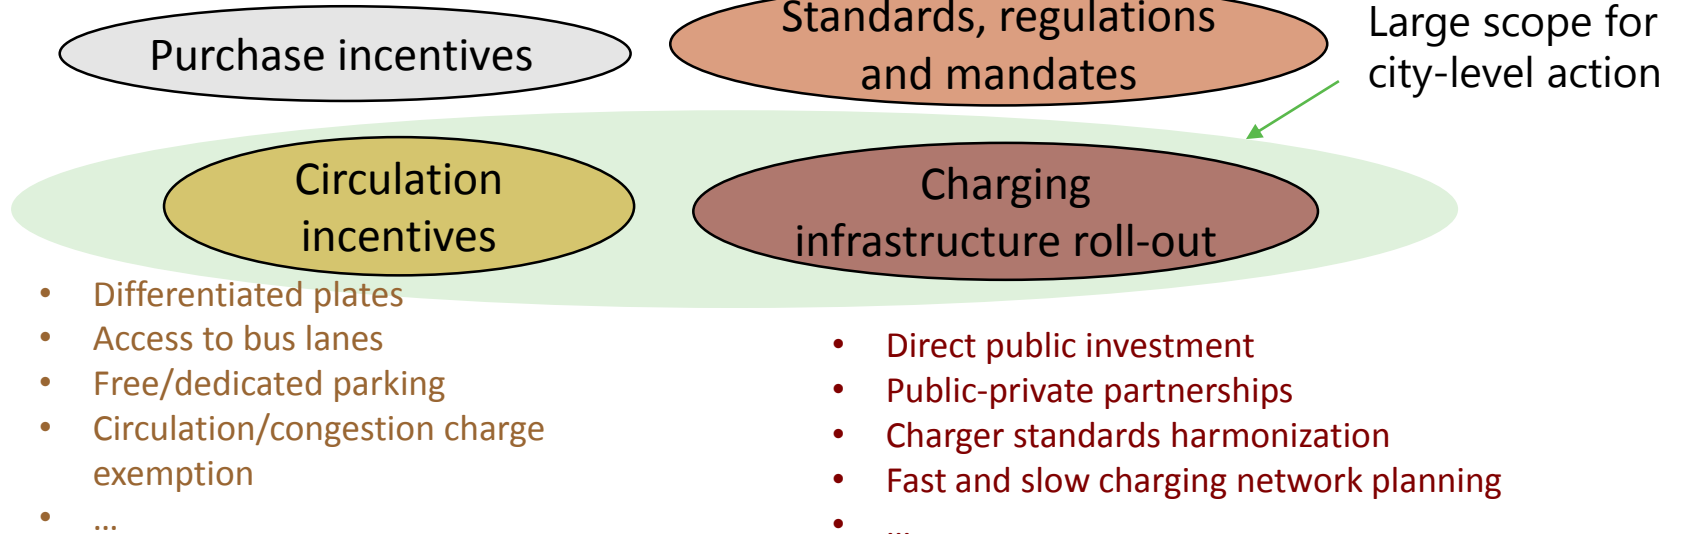 Purchase incentives
Standards, regulations
and mandates
Large scope for
city-level action
Circulation
incentives
Charging
infrastructure roll-out
• Differentiated plates
• Access to bus lanes
• Free/dedicated parking
• Circulation/congestion charge
exemption
• ...
• Direct public investment
• Public-private partnerships
• Charger standards harmonization
• Fast and slow charging network planning
• ...